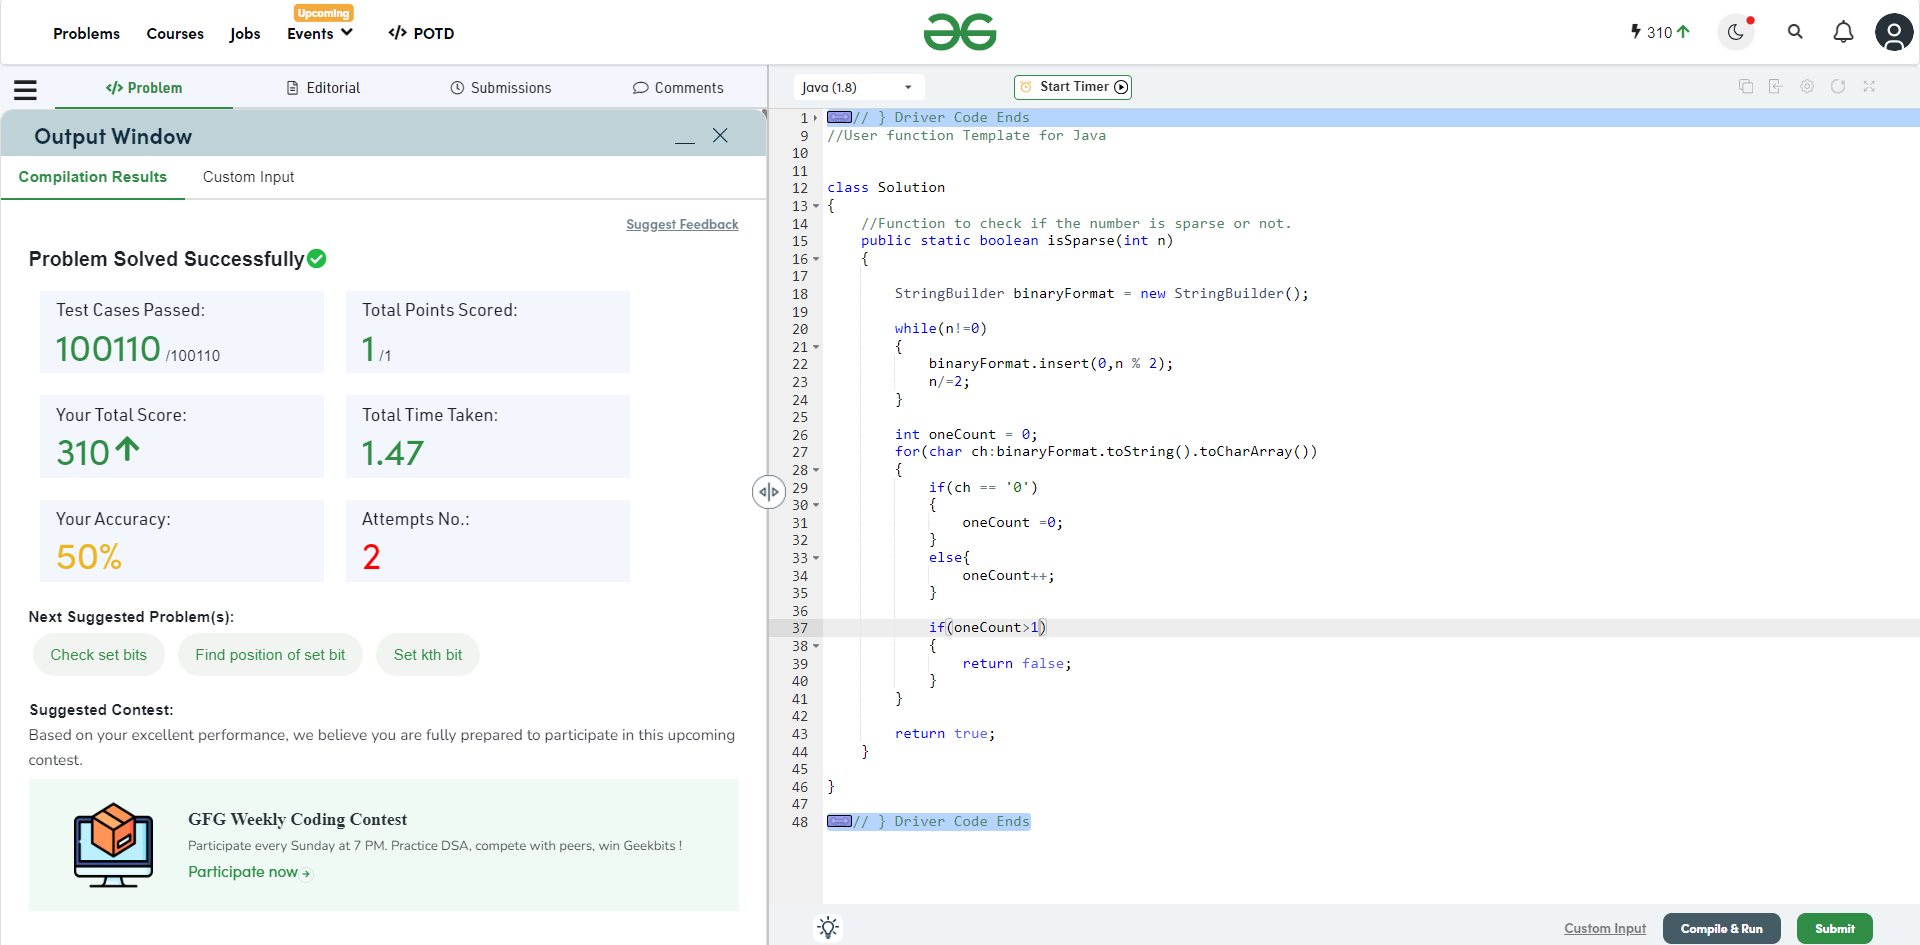 Problems Courses Jobs Upcoming Events </> POTD
310
</> Problem Editorial Submissions Comments
Output Window
Compilation Results Custom Input
Suggest Feedback
Problem Solved Successfully
Test Cases Passed:
100110 /100110
Total Points Scored:
1 /1
Your Total Score:
310
Total Time Taken:
1.47
Your Accuracy:
50%
Attempts No.:
2
Next Suggested Problem(s):
Check set bits Find position of set bit Set kth bit
Suggested Contest:
Based on your excellent performance, we believe you are fully prepared to participate in this upcoming
contest.
GFG Weekly Coding Contest
Participate every Sunday at 7 PM. Practice DSA, compete with peers, win Geekbits !
Participate now
Java (1.8) Start Timer
1 // } Driver Code Ends
9 //User function Template for Java
10
11
12 class Solution
13 {
14 //Function to check if the number is sparse or not.
15 public static boolean isSparse(int n)
16 {
17
18 StringBuilder binaryFormat = new StringBuilder();
19
20 while(n!=0)
21 {
22 binaryFormat.insert(0,n % 2);
23 n/=2;
24 }
25
26 int oneCount = 0;
27 for(char ch:binaryFormat.toString().toCharArray())
28 {
29 if(ch == '0')
30 {
31 oneCount =0;
32 }
33 else{
34 oneCount++;
35 }
36
37 if(oneCount>1)
38 {
39 return false;
40 }
41 }
42
43 return true;
44 }
45
46 }
47
48 // } Driver Code Ends
Custom Input Compile & Run Submit